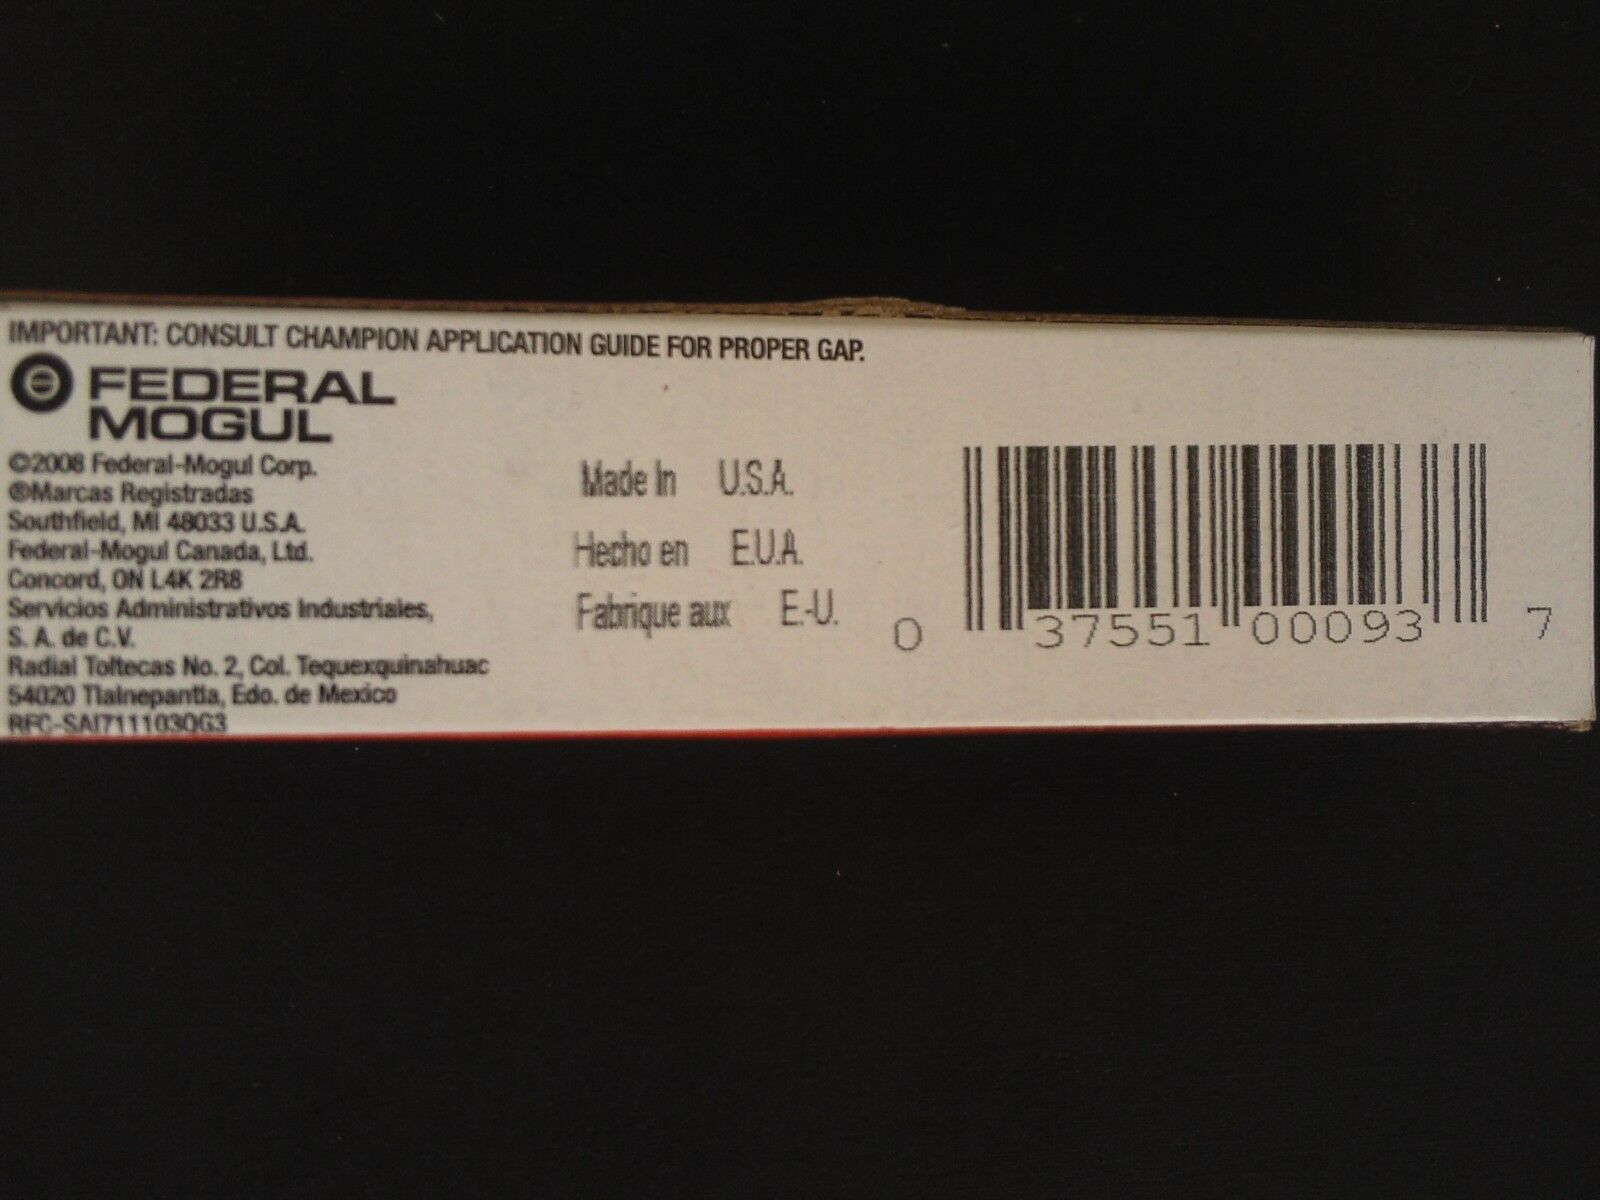 IMPORTANT: CONSULT CHAMPION APPLICATION GUIDE FOR PROPER GAP.
FEDERAL
MOGUL
©2008 Federal-Mogul Corp.
®Marcas Registradas
Southfield, MI 48033 U.S.A.
Federal-Mogul Canada, Ltd.
Concord, ON L4K 2R8
Servicios Administrativos Industriales,
S. A. de C.V.
Radial Toltecas No. 2, Col. Tequexquinahuac
54020 Tlalnepantla, Edo. de Mexico
RFC-SAI711103QG3
Made In U.S.A.
Hecho en E.U.A.
Fabrique aux E.-U.
0 37551 00093 7